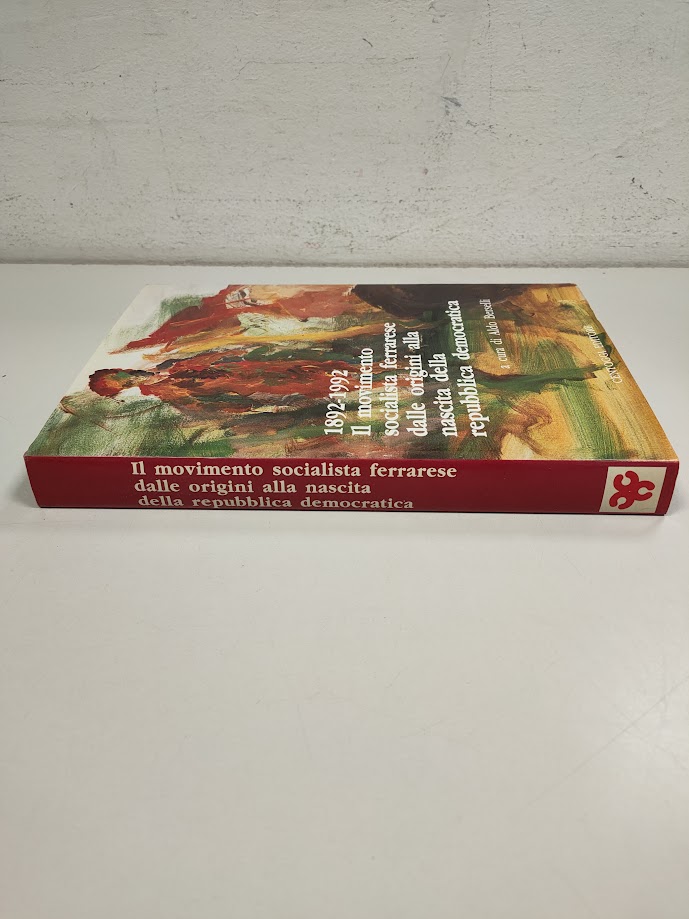 1892-1992
Il movimento
socialista ferrarese
dalle origini alla
nascita della
repubblica democratica
a cura di Aldo Berselli
Il movimento socialista ferrarese
dalle origini alla nascita
della repubblica democratica